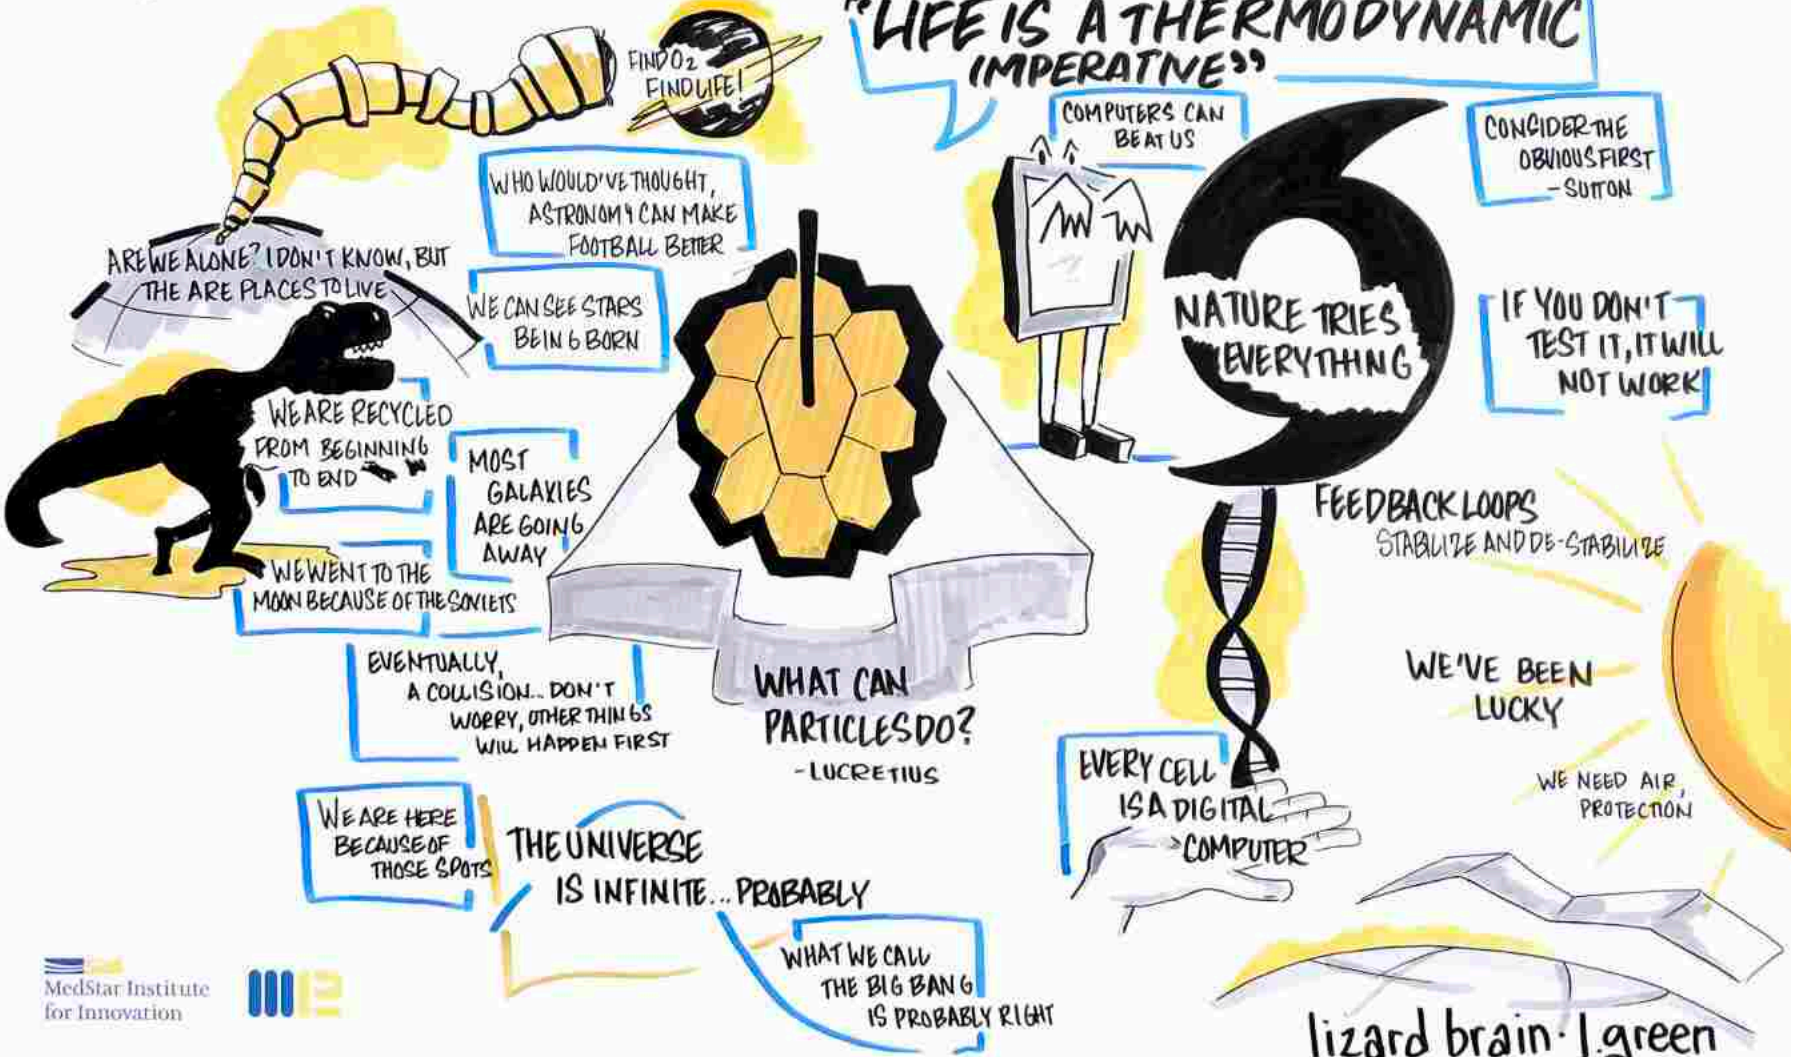 "LIFE IS A THERMODYNAMIC
IMPERATIVE"
FIND O2
FIND LIFE!
COMPUTERS CAN
BEAT US
CONSIDER THE
OBVIOUS FIRST
-SUTTON
WHO WOULD'VE THOUGHT,
ASTRONOMY CAN MAKE
FOOTBALL BETTER
ARE WE ALONE? I DON'T KNOW, BUT
THE ARE PLACES TO LIVE
WE CAN SEE STARS
BEING BORN
NATURE TRIES
EVERYTHING
IF YOU DON'T
TEST IT, IT WILL
NOT WORK
WE ARE RECYCLED
FROM BEGINNING
TO END
MOST
GALAXIES
ARE GOING
AWAY
FEEDBACK LOOPS
STABILIZE AND DE-STABILIZE
WE WENT TO THE
MOON BECAUSE OF THE SOVIETS
EVENTUALLY,
A COLLISION... DON'T
WORRY, OTHER THINGS
WILL HAPPEN FIRST
WHAT CAN
PARTICLES DO?
-LUCRETIUS
WE'VE BEEN
LUCKY
EVERY CELL
IS A DIGITAL
COMPUTER
WE NEED AIR,
PROTECTION
WE ARE HERE
BECAUSE OF
THOSE SPOTS
THE UNIVERSE
IS INFINITE... PROBABLY
WHAT WE CALL
THE BIG BANG
IS PROBABLY RIGHT
MedStar Institute
for Innovation
lizard brain · l.green